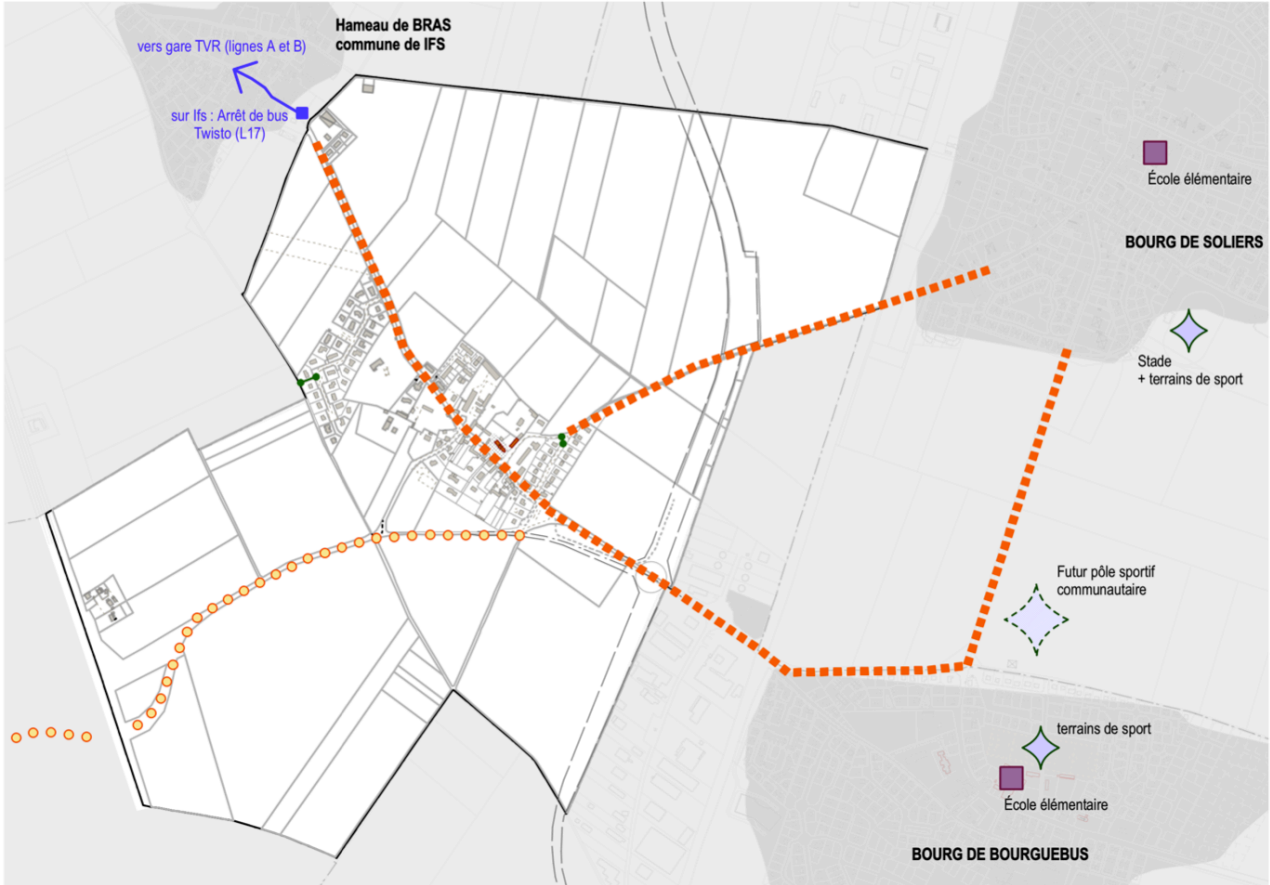 Hameau de BRAS
commune de IFS
vers gare TVR (lignes A et B)
sur Ifs : Arrêt de bus
Twisto (L17)
École élémentaire
BOURG DE SOLIERS
Stade
+ terrains de sport
Futur pôle sportif
communautaire
terrains de sport
École élémentaire
BOURG DE BOURGUEBUS